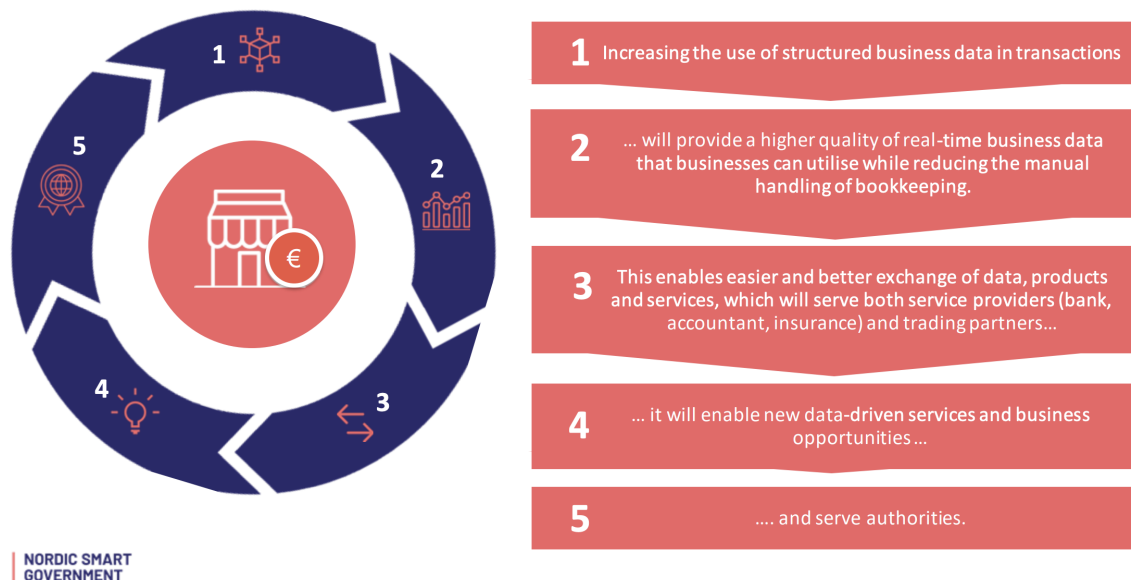 1
2
3
4
5
€
1 Increasing the use of structured business data in transactions
2 ... will provide a higher quality of real-time business data
that businesses can utilise while reducing the manual
handling of bookkeeping.
3 This enables easier and better exchange of data, products
and services, which will serve both service providers (bank,
accountant, insurance) and trading partners...
4 ... it will enable new data-driven services and business
opportunities ...
5 .... and serve authorities.
NORDIC SMART
GOVERNMENT